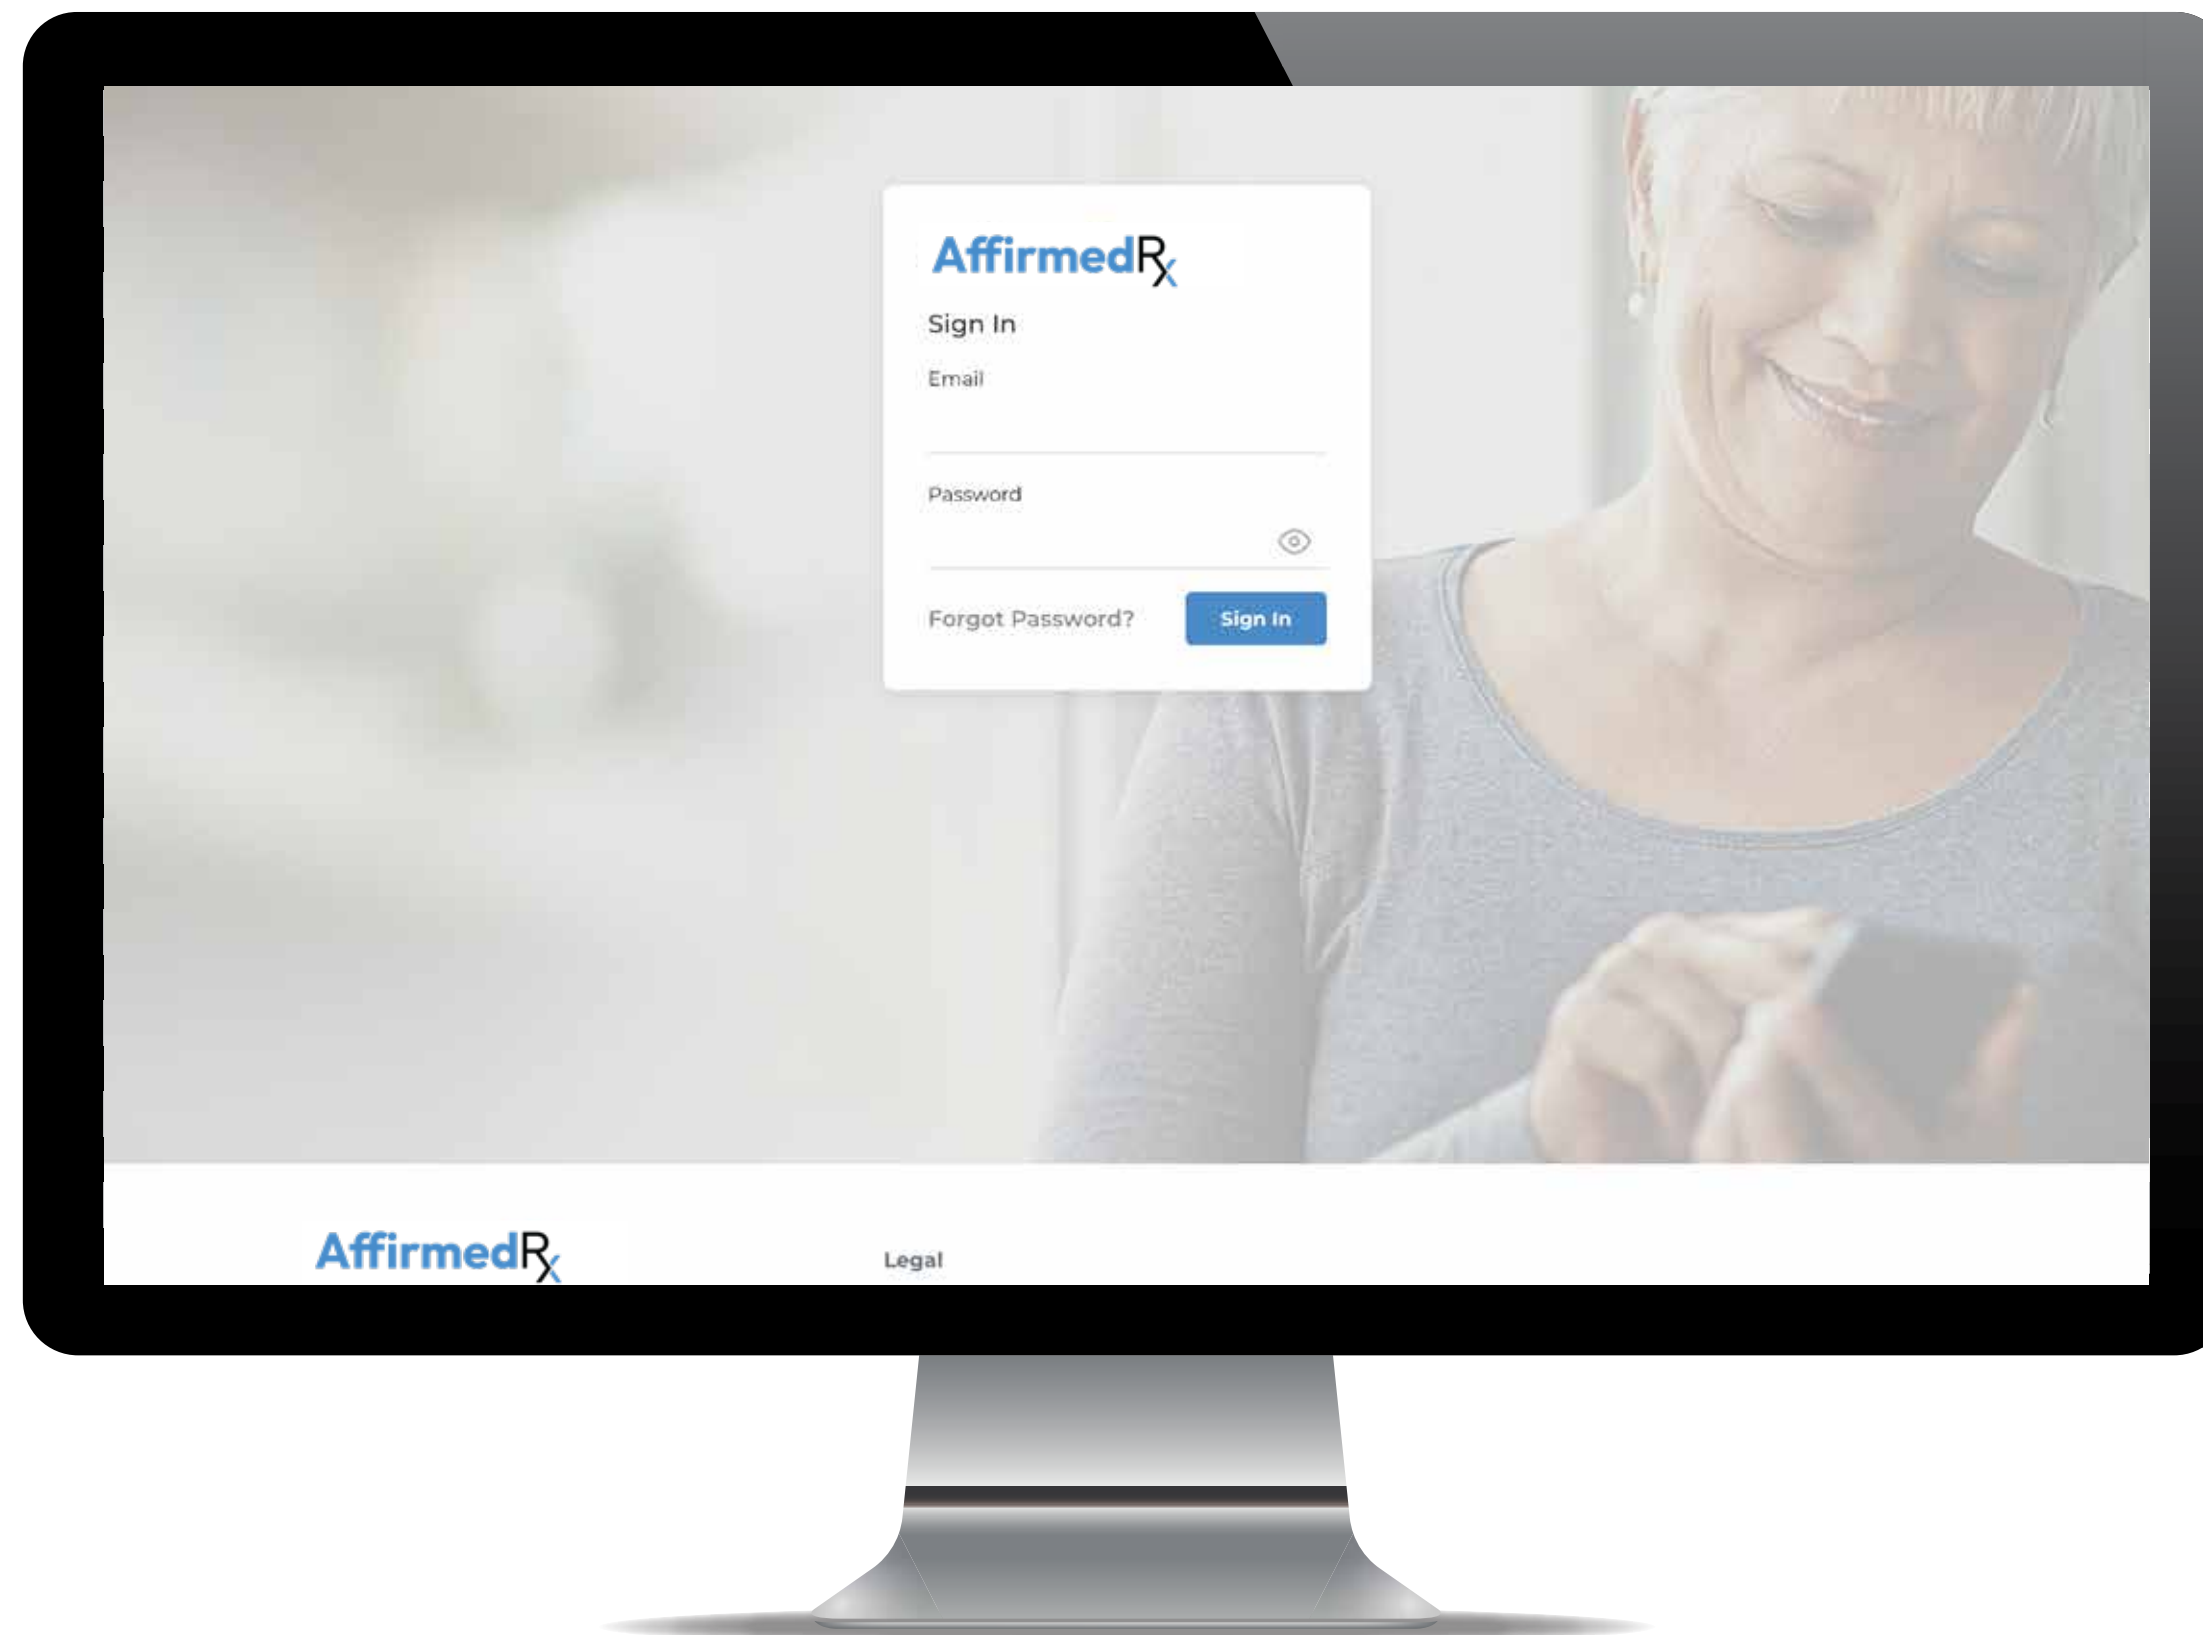 AffirmedRx
Sign In
Email
Password
Forgot Password? Sign In
AffirmedRx
Legal